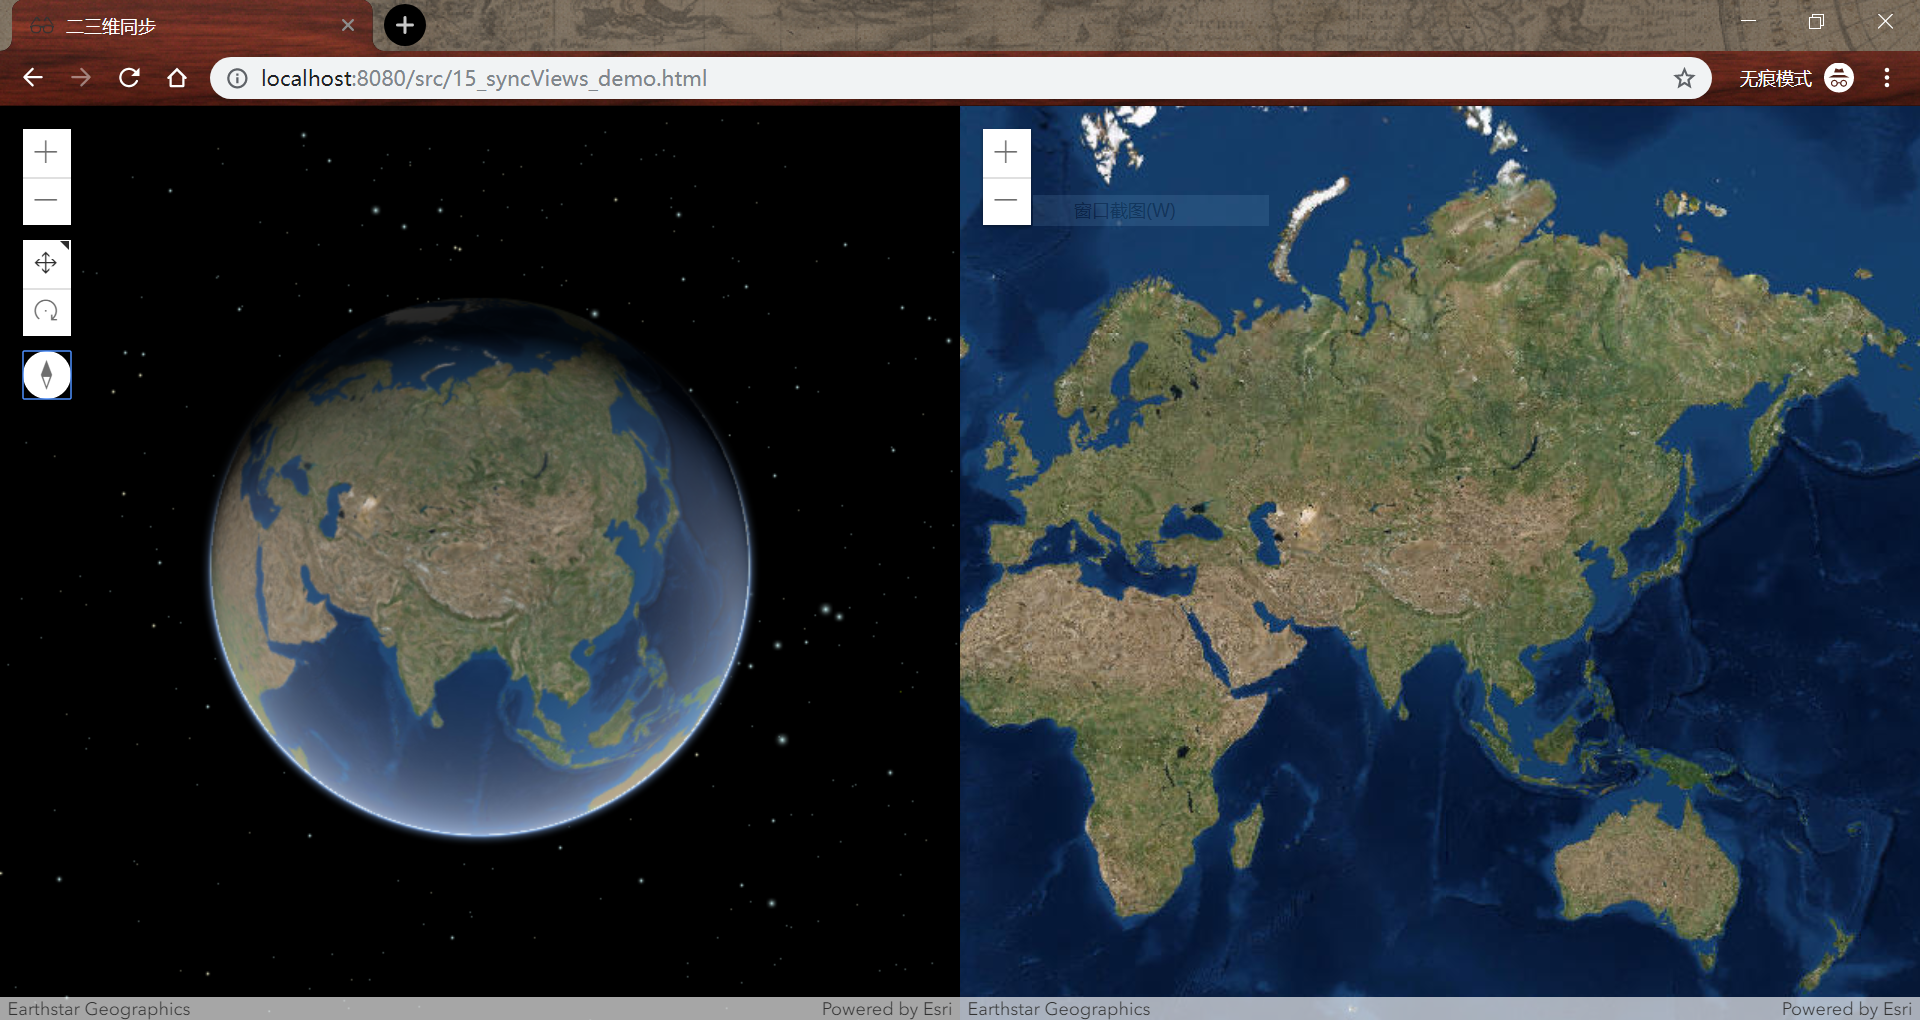 二三维同步
localhost:8080/src/15_syncViews_demo.html
无痕模式
窗口截图(W)
Earthstar Geographics
Powered by Esri
Earthstar Geographics
Powered by Esri